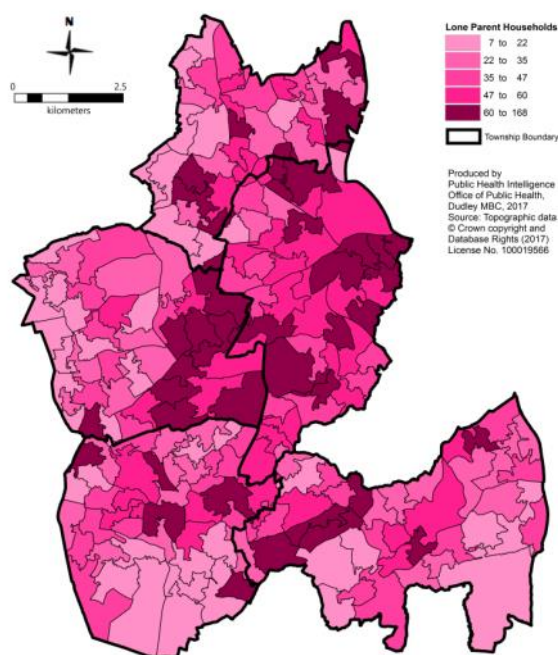 N
0 2.5
kilometers
Lone Parent Households
7 to 22
22 to 35
35 to 47
47 to 60
60 to 168
Township Boundary
Produced by
Public Health Intelligence
Office of Public Health,
Dudley MBC, 2017
Source: Topographic data
© Crown copyright and
Database Rights (2017)
License No. 100019566